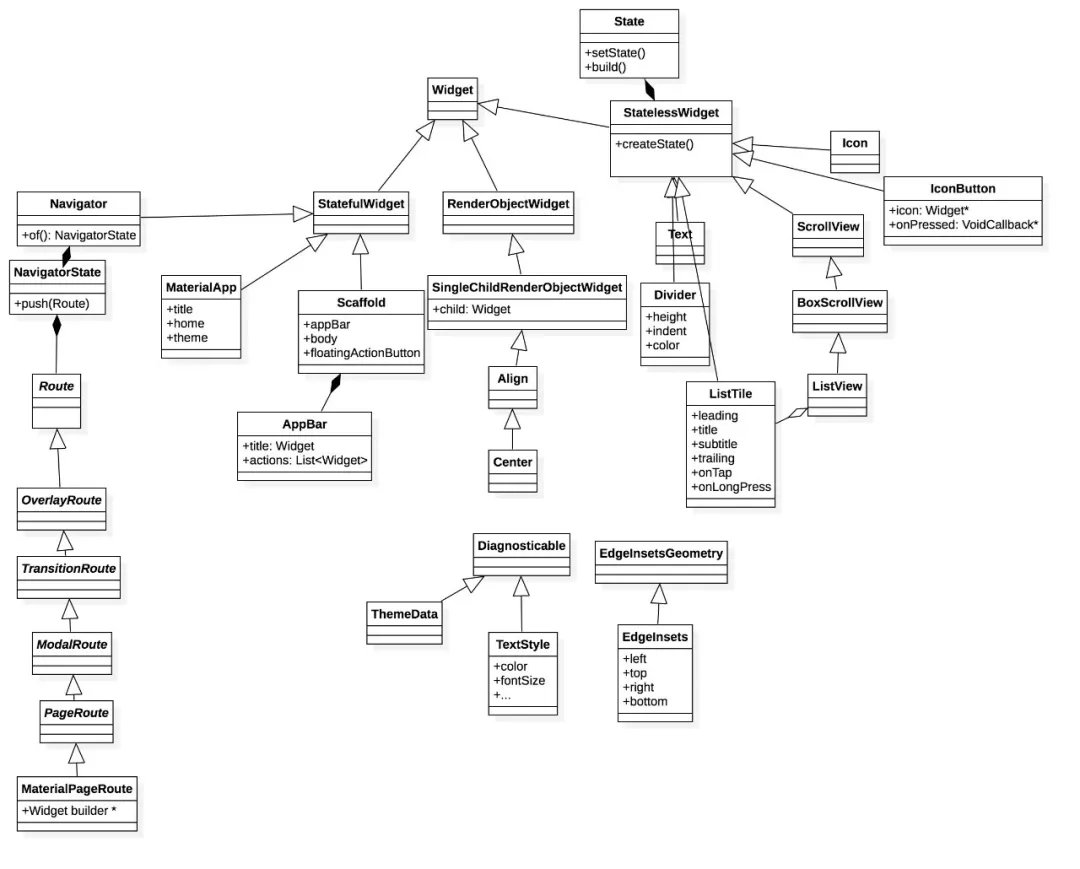 State
+setState()
+build()
Widget
StatelessWidget
+createState()
Icon
IconButton
+icon: Widget*
+onPressed: VoidCallback*
Navigator
+of(): NavigatorState
StatefulWidget
RenderObjectWidget
Text
ScrollView
NavigatorState
+push(Route)
MaterialApp
+title
+home
+theme
Scaffold
+appBar
+body
+floatingActionButton
SingleChildRenderObjectWidget
+child: Widget
Divider
+height
+indent
+color
BoxScrollView
Route
Align
ListTile
+leading
+title
+subtitle
+trailing
+onTap
+onLongPress
ListView
AppBar
+title: Widget
+actions: List<Widget>
Center
OverlayRoute
TransitionRoute
ModalRoute
PageRoute
MaterialPageRoute
+Widget builder *
Diagnosticable
EdgeInsetsGeometry
ThemeData
TextStyle
+color
+fontSize
+...
EdgeInsets
+left
+top
+right
+bottom